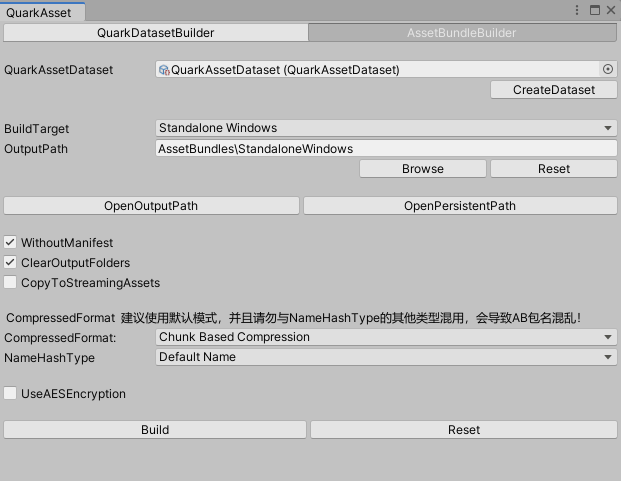 QuarkAsset
QuarkDatasetBuilder AssetBundleBuilder
QuarkAssetDataset QuarkAssetDataset (QuarkAssetDataset)
CreateDataset
BuildTarget Standalone Windows
OutputPath AssetBundles\StandaloneWindows
Browse Reset
OpenOutputPath OpenPersistentPath
WithoutManifest
ClearOutputFolders
CopyToStreamingAssets
CompressedFormat 建议使用默认模式，并且请勿与NameHashType的其他类型混用，会导致AB包名混乱！
CompressedFormat: Chunk Based Compression
NameHashType Default Name
UseAESEncryption
Build Reset